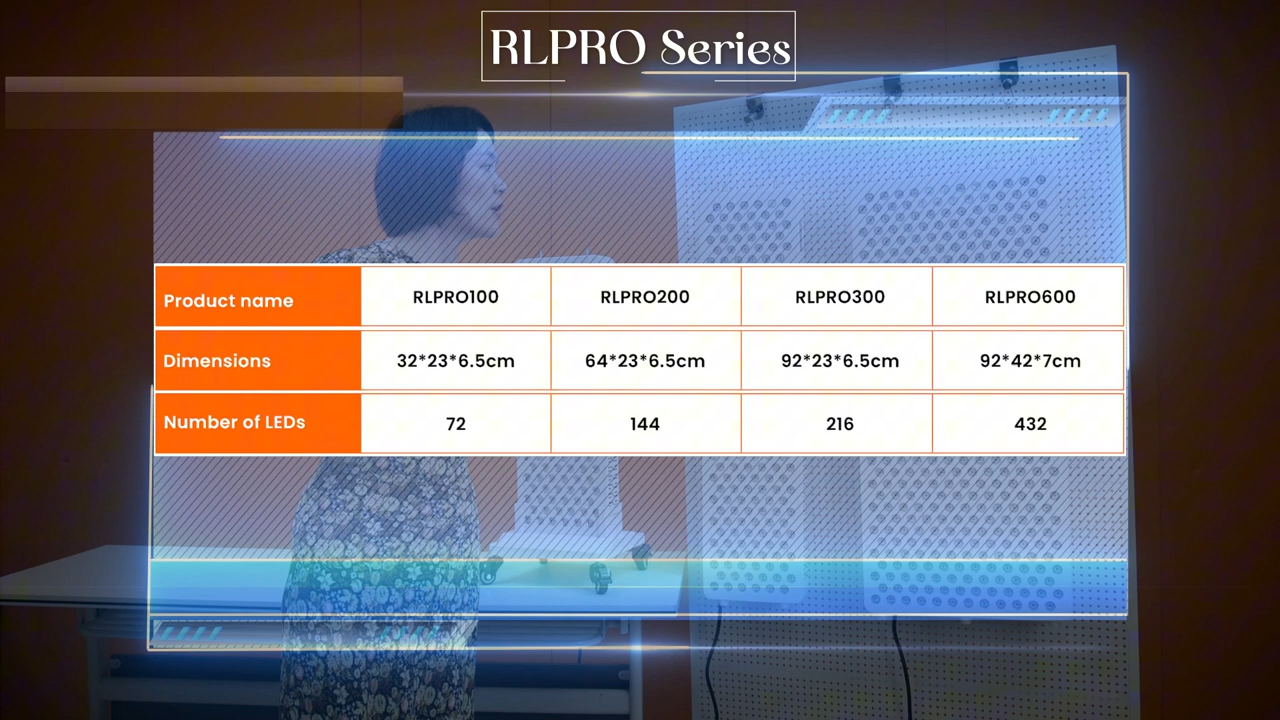 RLPRO Series
Product name RLPRO100 RLPRO200 RLPRO300 RLPRO600
Dimensions 32*23*6.5cm 64*23*6.5cm 92*23*6.5cm 92*42*7cm
Number of LEDs 72 144 216 432